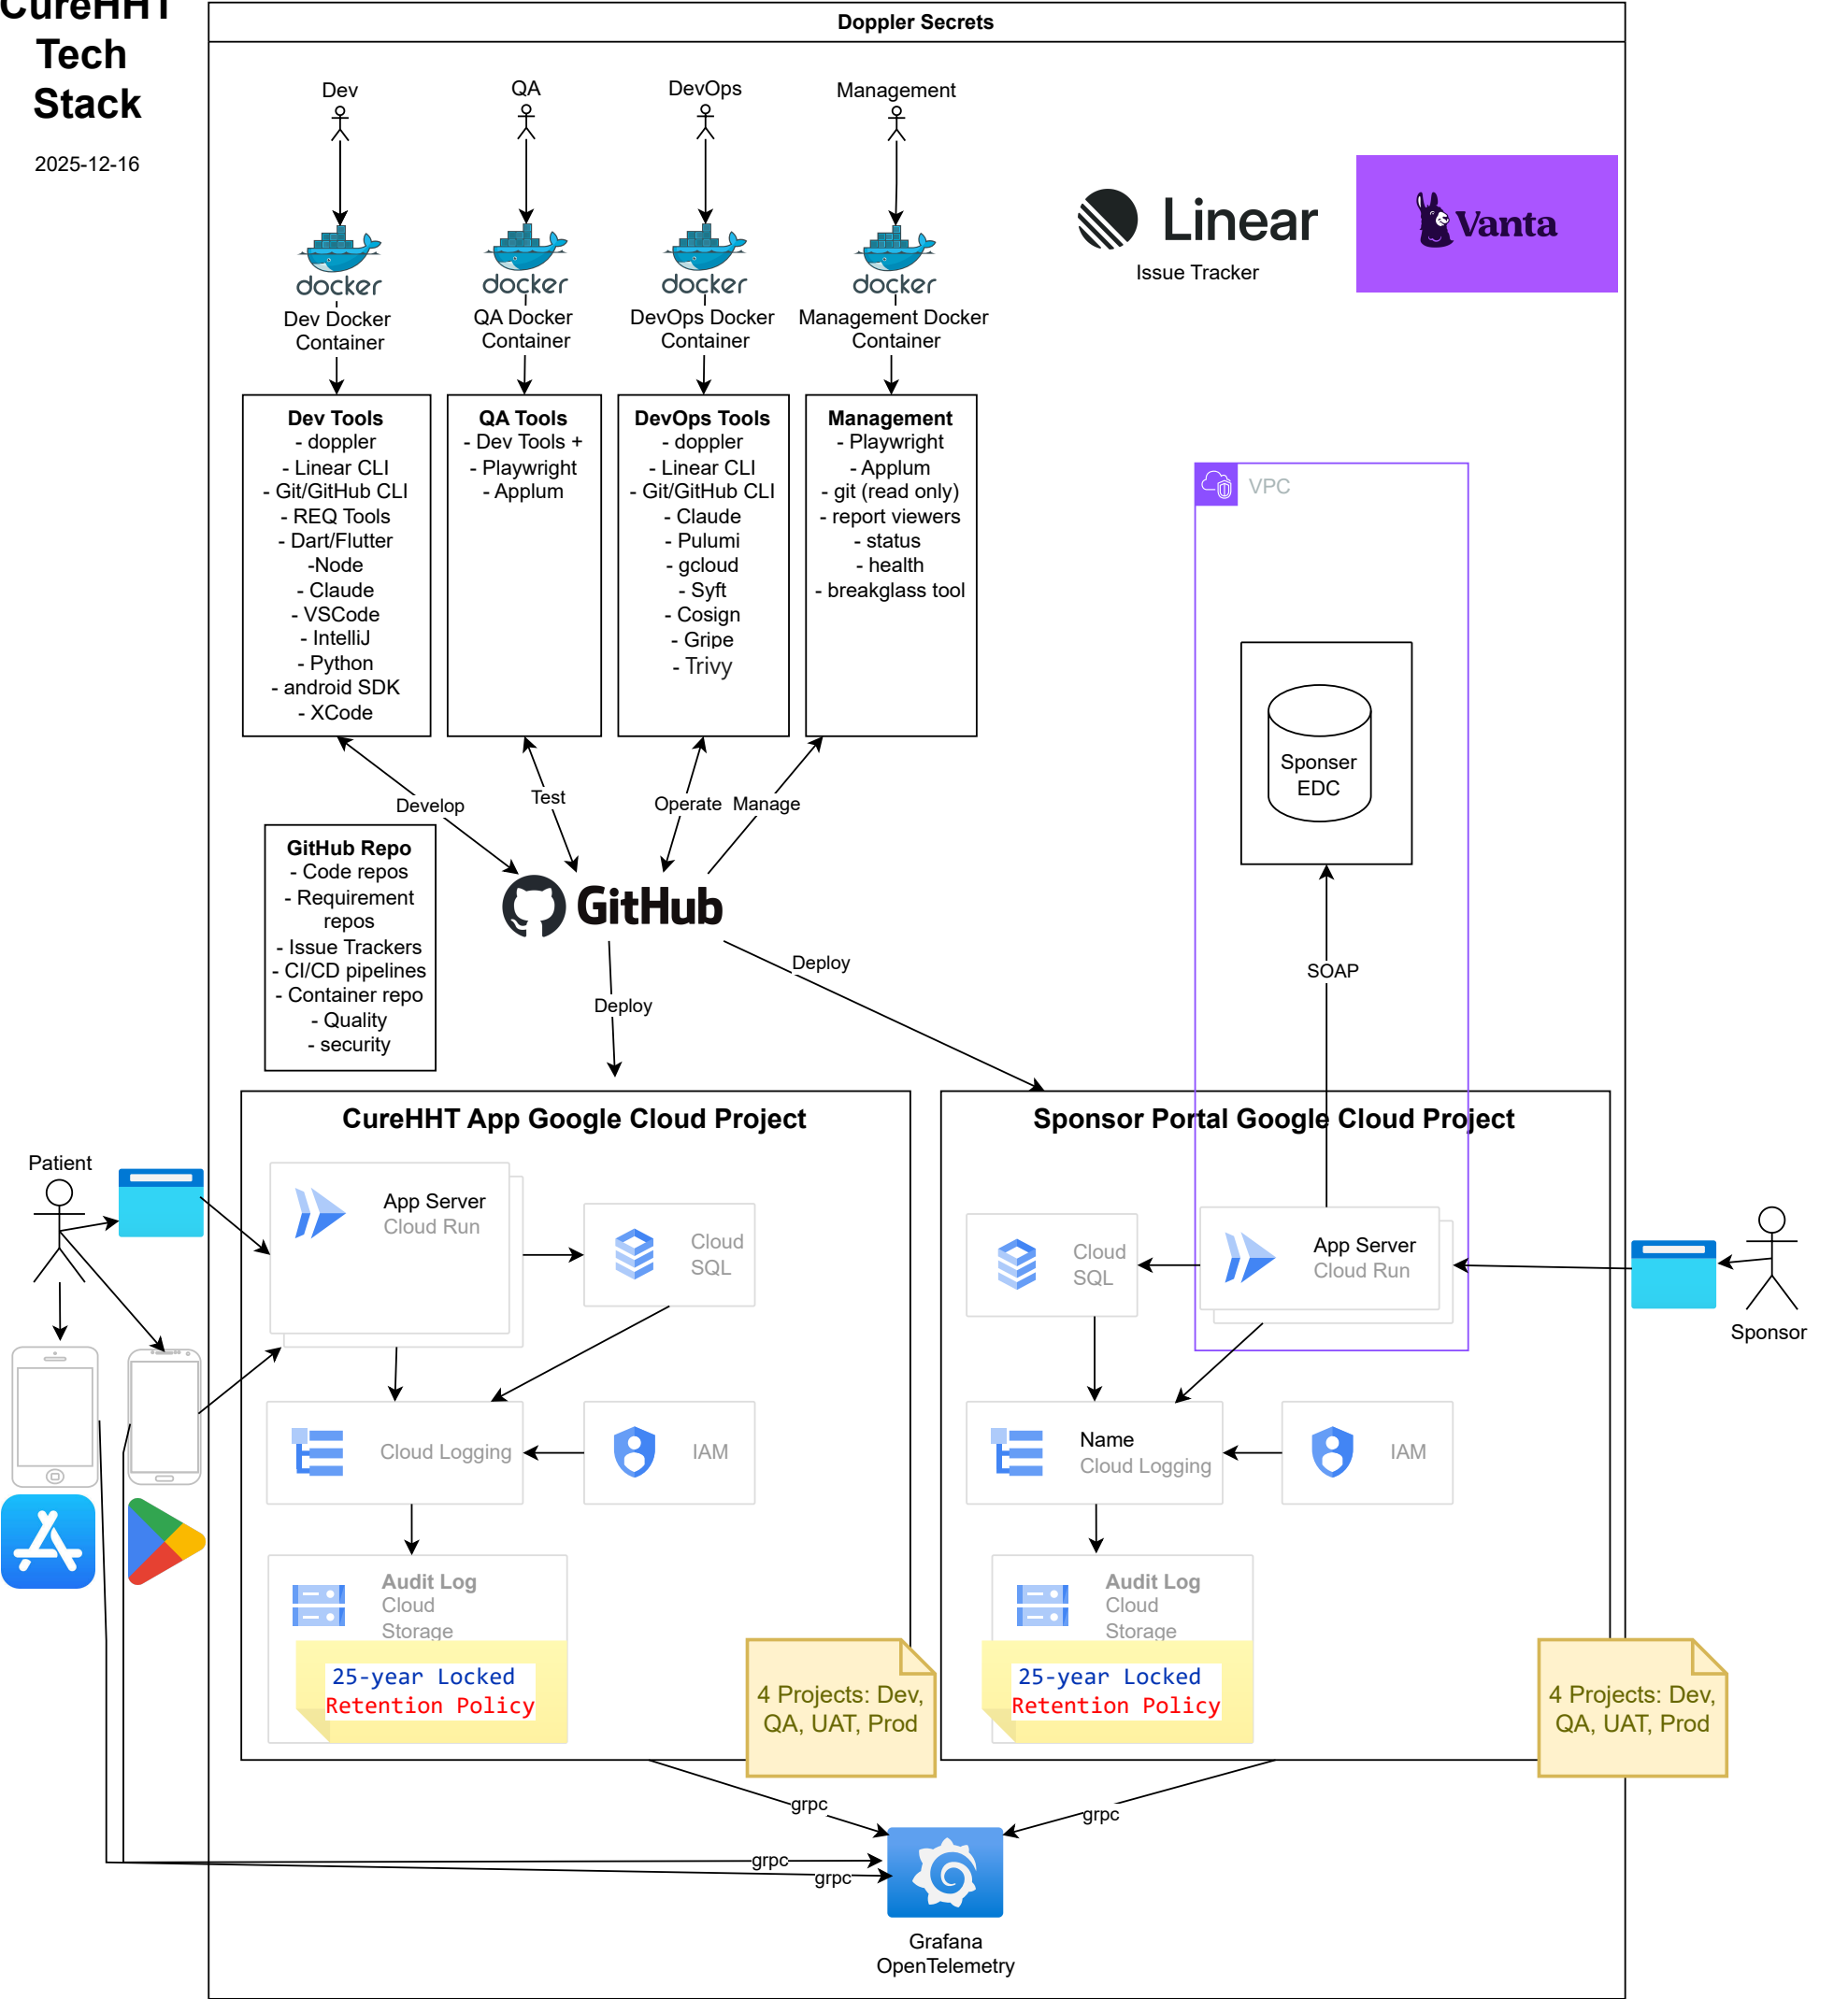 CureHHT
Tech
Stack
2025-12-16
Doppler Secrets
Dev
QA
DevOps
Management
docker
docker
docker
docker
Dev Docker
Container
QA Docker
Container
DevOps Docker
Container
Management Docker
Container
Linear
Issue Tracker
Vanta
Dev Tools
- doppler
- Linear CLI
- Git/GitHub CLI
- REQ Tools
- Dart/Flutter
-Node
- Claude
- VSCode
- IntelliJ
- Python
- android SDK
- XCode
QA Tools
- Dev Tools +
- Playwright
- Applum
DevOps Tools
- doppler
- Linear CLI
- Git/GitHub CLI
- Claude
- Pulumi
- gcloud
- Syft
- Cosign
- Gripe
- Trivy
Management
- Playwright
- Applum
- git (read only)
- report viewers
- status
- health
- breakglass tool
VPC
Sponser
EDC
Develop
Test
Operate
Manage
GitHub Repo
- Code repos
- Requirement
repos
- Issue Trackers
- CI/CD pipelines
- Container repo
- Quality
- security
GitHub
Deploy
Deploy
SOAP
CureHHT App Google Cloud Project
App Server
Cloud Run
Cloud
SQL
Cloud Logging
IAM
Audit Log
Cloud
Storage
25-year Locked
Retention Policy
4 Projects: Dev,
QA, UAT, Prod
Sponsor Portal Google Cloud Project
Cloud
SQL
App Server
Cloud Run
Name
Cloud Logging
IAM
Audit Log
Cloud
Storage
25-year Locked
Retention Policy
4 Projects: Dev,
QA, UAT, Prod
Patient
Sponsor
grpc
grpc
grpc
grpc
Grafana
OpenTelemetry